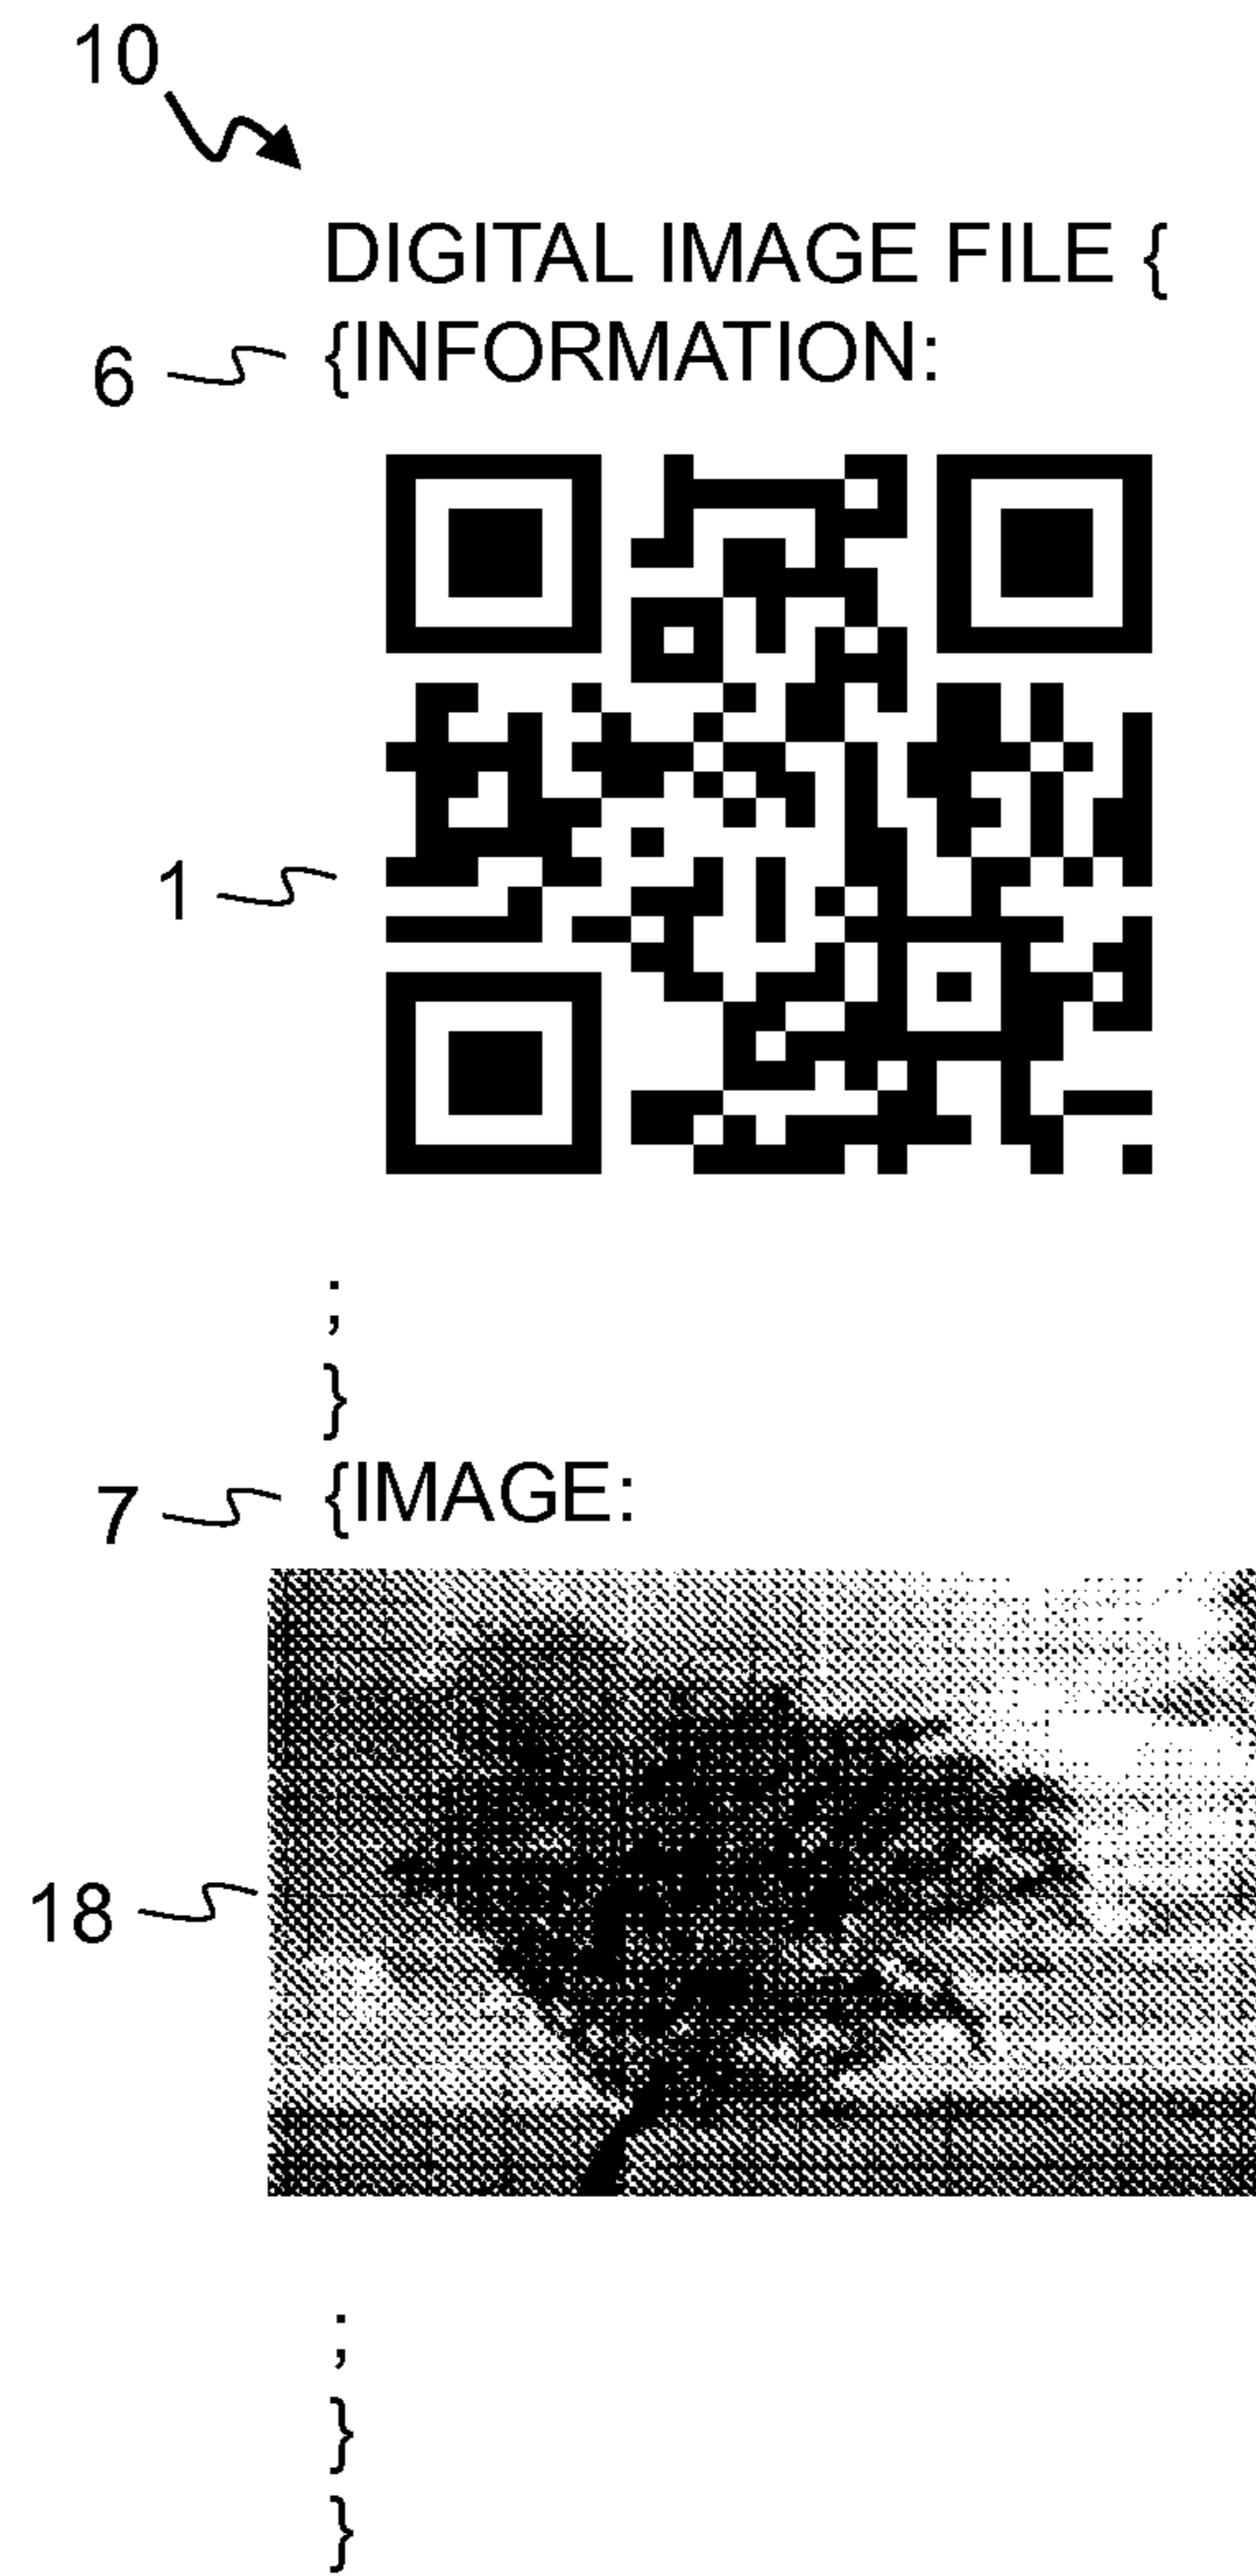 10
DIGITAL IMAGE FILE {
6 {INFORMATION:
1
;
}
7 {IMAGE:
18
;
}
}